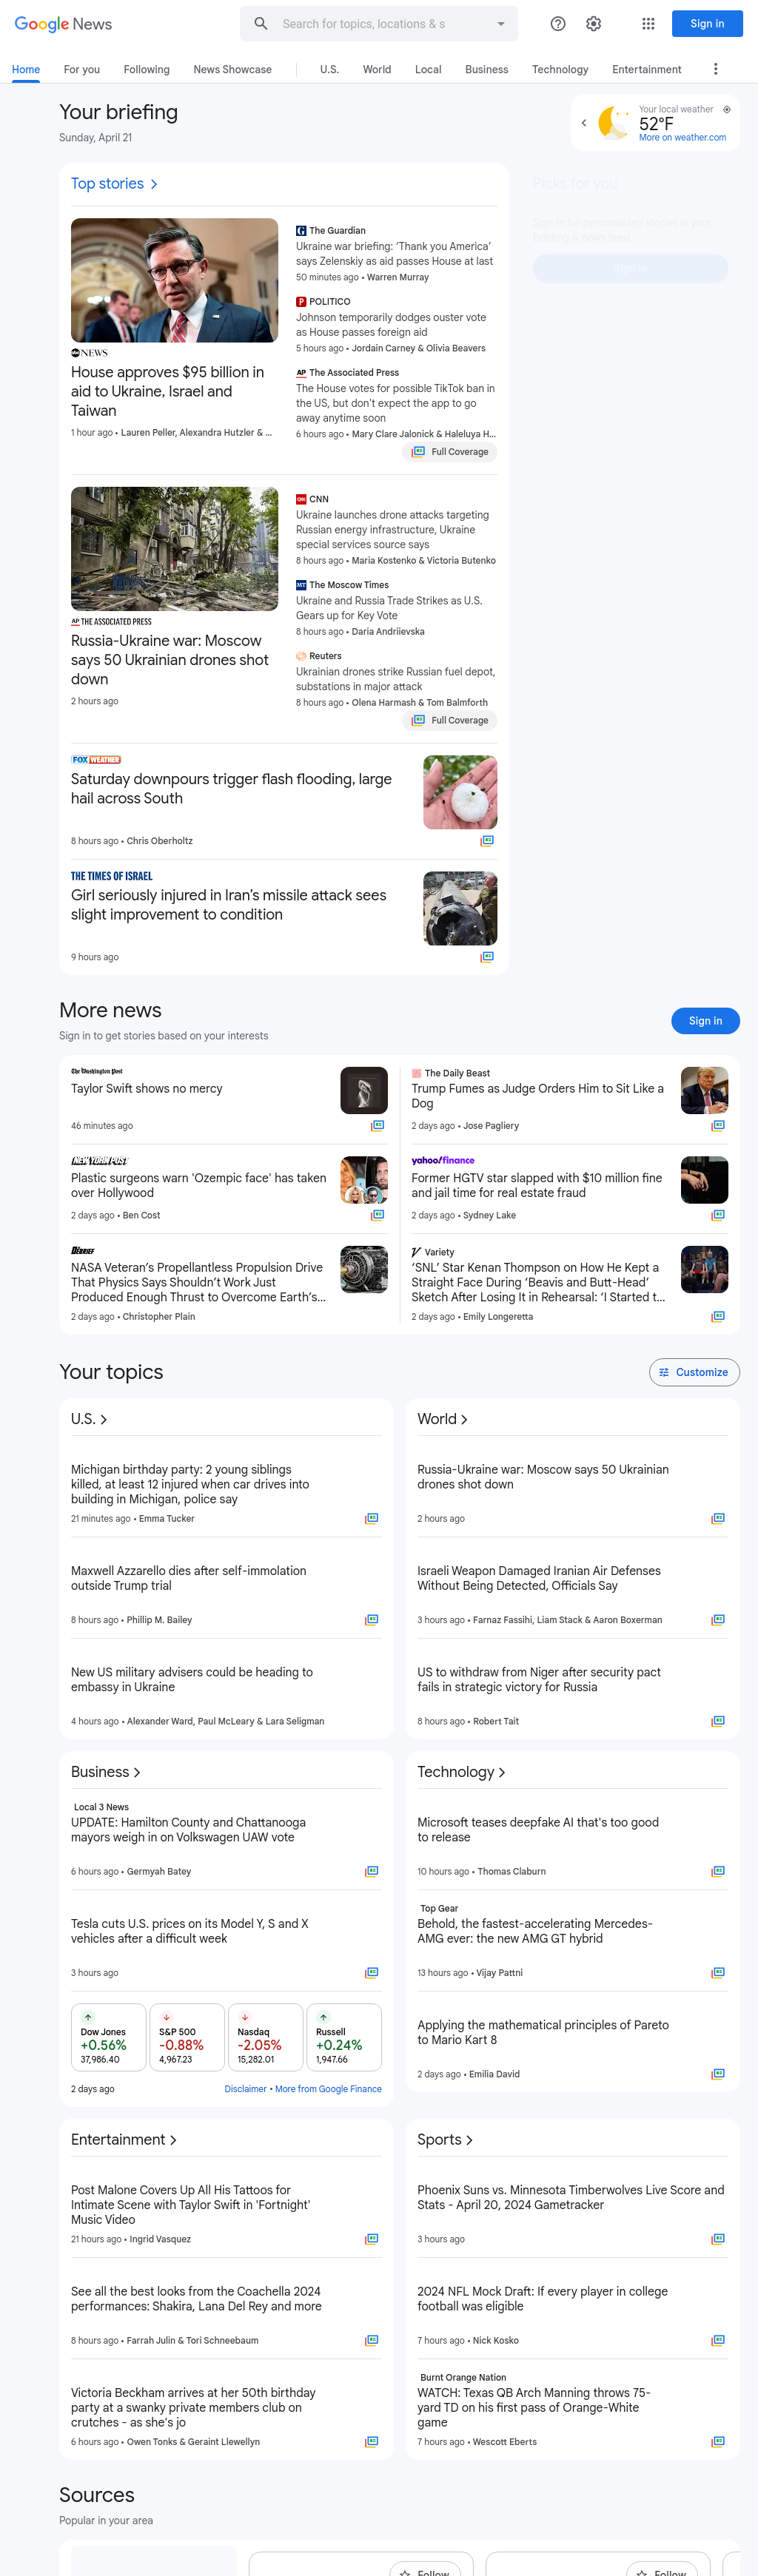 Google News
Search for topics, locations & s
Sign in
Home
For you
Following
News Showcase
U.S.
World
Local
Business
Technology
Entertainment
Your briefing
Sunday, April 21
Your local weather
52°F
More on weather.com
Top stories
Picks for you
Sign in for personalized stories in your
briefing & news feed
Sign in
abc NEWS
House approves $95 billion in
aid to Ukraine, Israel and
Taiwan
1 hour ago • Lauren Peller, Alexandra Hutzler & ...
The Guardian
Ukraine war briefing: ‘Thank you America’
says Zelenskiy as aid passes House at last
50 minutes ago • Warren Murray
POLITICO
Johnson temporarily dodges ouster vote
as House passes foreign aid
5 hours ago • Jordain Carney & Olivia Beavers
AP The Associated Press
The House votes for possible TikTok ban in
the US, but don't expect the app to go
away anytime soon
6 hours ago • Mary Clare Jalonick & Haleluya H...
Full Coverage
AP THE ASSOCIATED PRESS
Russia-Ukraine war: Moscow
says 50 Ukrainian drones shot
down
2 hours ago
CNN CNN
Ukraine launches drone attacks targeting
Russian energy infrastructure, Ukraine
special services source says
8 hours ago • Maria Kostenko & Victoria Butenko
MT The Moscow Times
Ukraine and Russia Trade Strikes as U.S.
Gears up for Key Vote
8 hours ago • Daria Andriievska
Reuters
Ukrainian drones strike Russian fuel depot,
substations in major attack
8 hours ago • Olena Harmash & Tom Balmforth
Full Coverage
FOX WEATHER
Saturday downpours trigger flash flooding, large
hail across South
8 hours ago • Chris Oberholtz
THE TIMES OF ISRAEL
Girl seriously injured in Iran’s missile attack sees
slight improvement to condition
9 hours ago
More news
Sign in to get stories based on your interests
Sign in
The Washington Post
Taylor Swift shows no mercy
46 minutes ago
The Daily Beast
Trump Fumes as Judge Orders Him to Sit Like a
Dog
2 days ago • Jose Pagliery
NEW YORK POST
Plastic surgeons warn 'Ozempic face' has taken
over Hollywood
2 days ago • Ben Cost
yahoo!finance
Former HGTV star slapped with $10 million fine
and jail time for real estate fraud
2 days ago • Sydney Lake
DEBRIEF
NASA Veteran’s Propellantless Propulsion Drive
That Physics Says Shouldn’t Work Just
Produced Enough Thrust to Overcome Earth’s...
2 days ago • Christopher Plain
V Variety
‘SNL’ Star Kenan Thompson on How He Kept a
Straight Face During ‘Beavis and Butt-Head’
Sketch After Losing It in Rehearsal: ‘I Started t...
2 days ago • Emily Longeretta
Your topics
Customize
U.S.
Michigan birthday party: 2 young siblings
killed, at least 12 injured when car drives into
building in Michigan, police say
21 minutes ago • Emma Tucker
Maxwell Azzarello dies after self-immolation
outside Trump trial
8 hours ago • Phillip M. Bailey
New US military advisers could be heading to
embassy in Ukraine
4 hours ago • Alexander Ward, Paul McLeary & Lara Seligman
World
Russia-Ukraine war: Moscow says 50 Ukrainian
drones shot down
2 hours ago
Israeli Weapon Damaged Iranian Air Defenses
Without Being Detected, Officials Say
3 hours ago • Farnaz Fassihi, Liam Stack & Aaron Boxerman
US to withdraw from Niger after security pact
fails in strategic victory for Russia
8 hours ago • Robert Tait
Business
Local 3 News
UPDATE: Hamilton County and Chattanooga
mayors weigh in on Volkswagen UAW vote
6 hours ago • Germyah Batey
Tesla cuts U.S. prices on its Model Y, S and X
vehicles after a difficult week
3 hours ago
Dow Jones
+0.56%
37,986.40
S&P 500
-0.88%
4,967.23
Nasdaq
-2.05%
15,282.01
Russell
+0.24%
1,947.66
2 days ago
Disclaimer • More from Google Finance
Technology
Microsoft teases deepfake AI that's too good
to release
10 hours ago • Thomas Claburn
Top Gear
Behold, the fastest-accelerating Mercedes-
AMG ever: the new AMG GT hybrid
13 hours ago • Vijay Pattni
Applying the mathematical principles of Pareto
to Mario Kart 8
2 days ago • Emilia David
Entertainment
Post Malone Covers Up All His Tattoos for
Intimate Scene with Taylor Swift in 'Fortnight'
Music Video
21 hours ago • Ingrid Vasquez
See all the best looks from the Coachella 2024
performances: Shakira, Lana Del Rey and more
8 hours ago • Farrah Julin & Tori Schneebaum
Victoria Beckham arrives at her 50th birthday
party at a swanky private members club on
crutches - as she's jo
6 hours ago • Owen Tonks & Geraint Llewellyn
Sports
Phoenix Suns vs. Minnesota Timberwolves Live Score and
Stats - April 20, 2024 Gametracker
3 hours ago
2024 NFL Mock Draft: If every player in college
football was eligible
7 hours ago • Nick Kosko
Burnt Orange Nation
WATCH: Texas QB Arch Manning throws 75-
yard TD on his first pass of Orange-White
game
7 hours ago • Wescott Eberts
Sources
Popular in your area
Follow
Follow